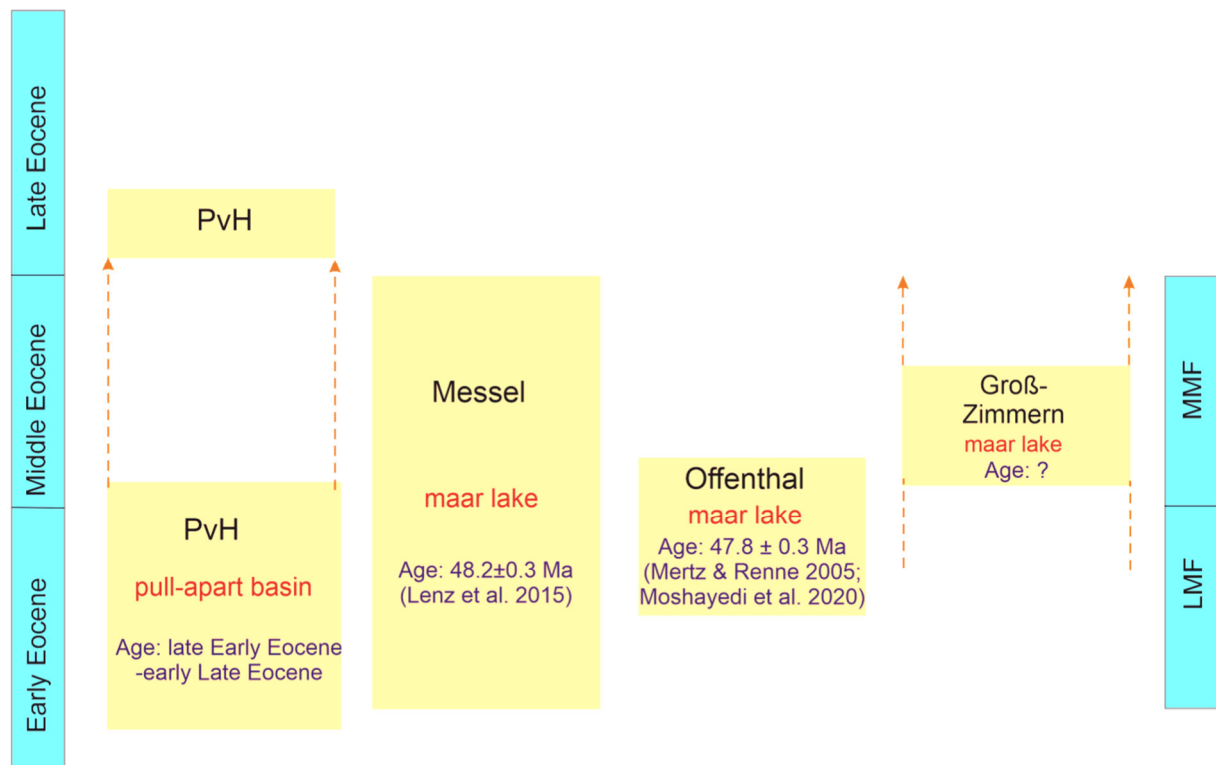 Late Eocene
Middle Eocene
Early Eocene
PvH
PvH
pull-apart basin
Age: late Early Eocene
-early Late Eocene
Messel
maar lake
Age: 48.2±0.3 Ma
(Lenz et al. 2015)
Offenthal
maar lake
Age: 47.8 ± 0.3 Ma
(Mertz & Renne 2005;
Moshayedi et al. 2020)
Groß-
Zimmern
maar lake
Age: ?
MMF
LMF